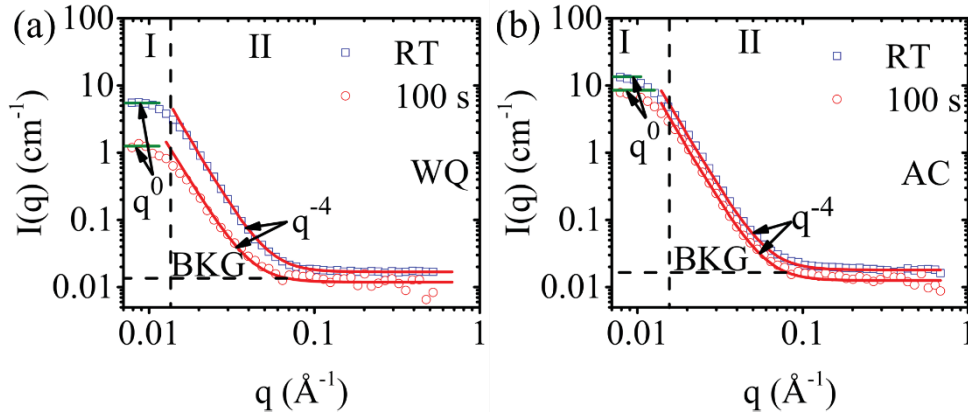 (a)
I
II
RT
100 s
WQ
q⁰
q⁻⁴
BKG
I(q) (cm⁻¹)
100
10
1
0.1
0.01
0.01
0.1
1
q (Å⁻¹)
(b)
I
II
RT
100 s
AC
q⁰
q⁻⁴
BKG
I(q) (cm⁻¹)
100
10
1
0.1
0.01
0.01
0.1
1
q (Å⁻¹)